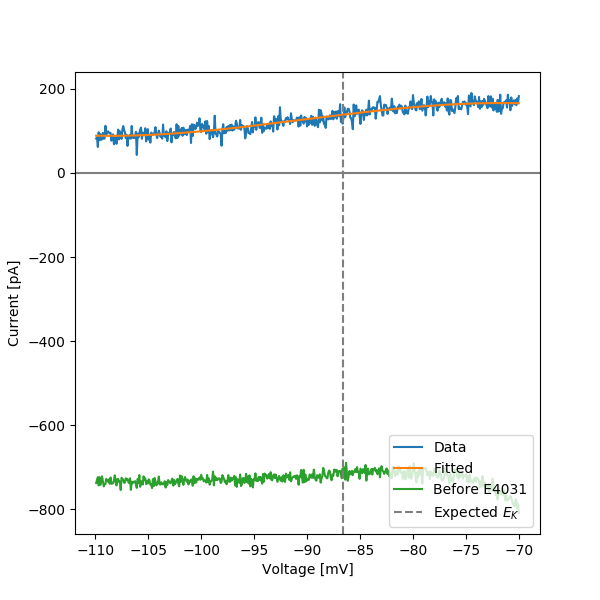 200
0
−200
−400
−600
−800
Current [pA]
Data
Fitted
Before E4031
Expected E_K
−110 −105 −100 −95 −90 −85 −80 −75 −70
Voltage [mV]